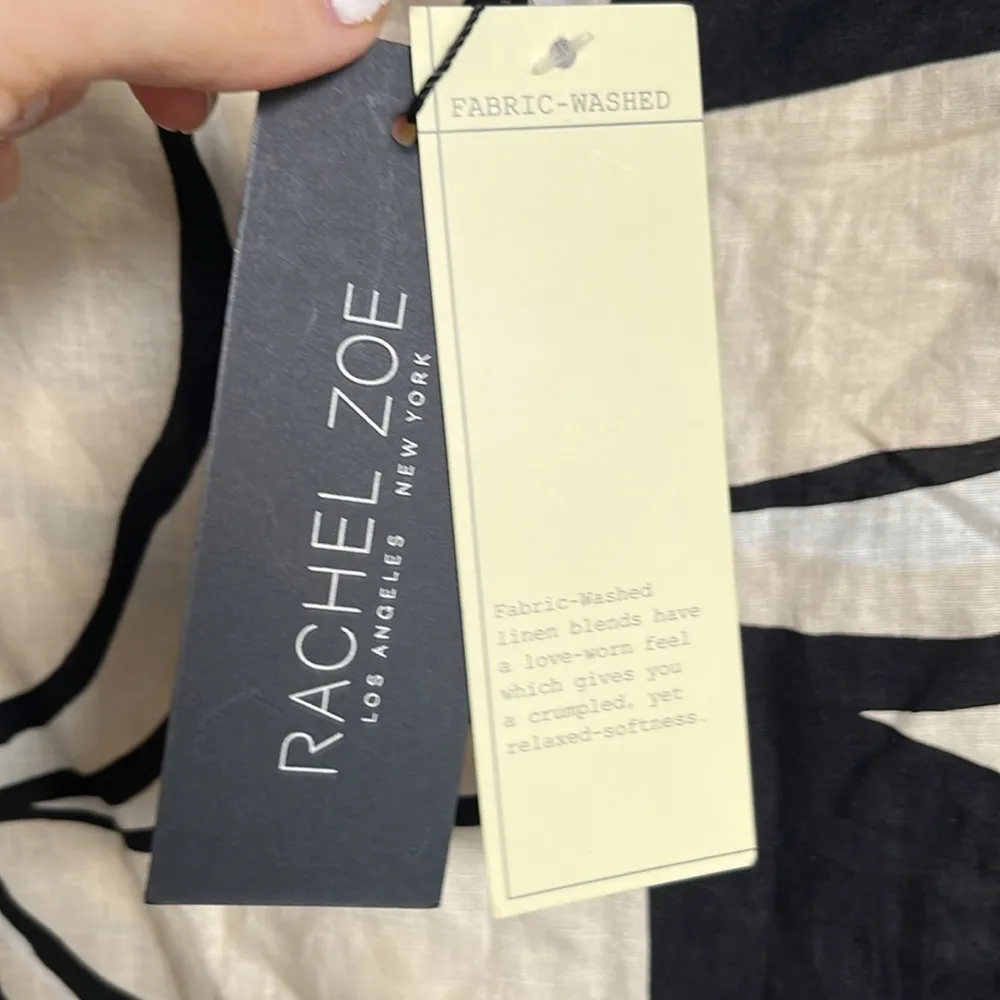 RACHEL ZOE
LOS ANGELES NEW YORK
FABRIC-WASHED
Fabric-Washed
linen blends have
a love-worn feel
which gives you
a crumpled, yet
relaxed-softness.